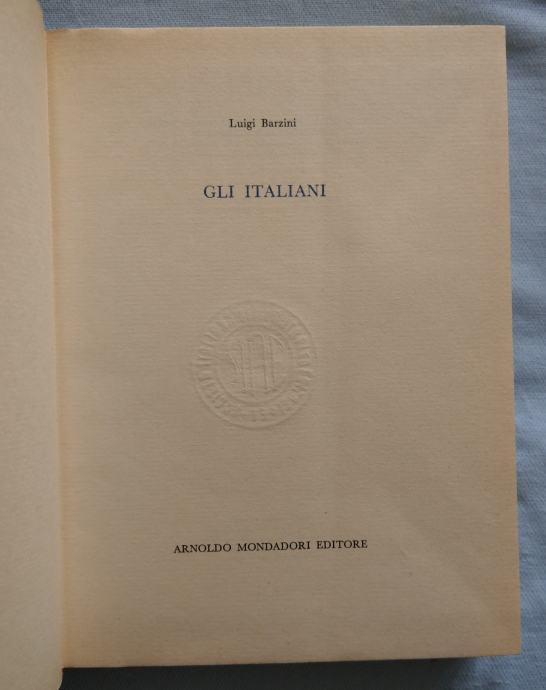 Luigi Barzini
GLI ITALIANI
ARNOLDO MONDADORI EDITORE